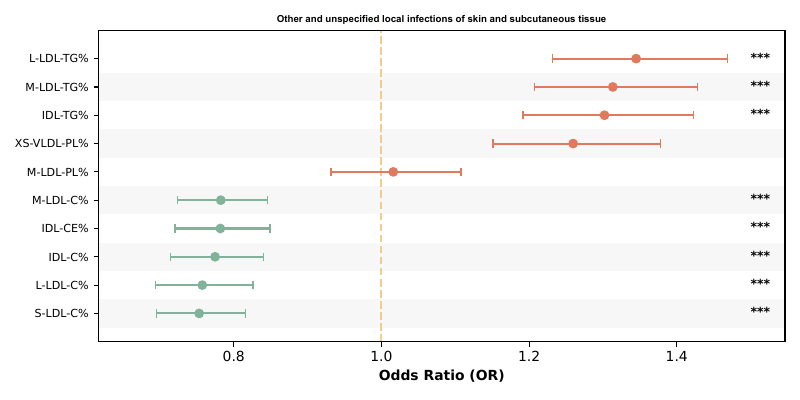 Other and unspecified local infections of skin and subcutaneous tissue
L-LDL-TG% ***
M-LDL-TG% ***
IDL-TG% ***
XS-VLDL-PL%
M-LDL-PL%
M-LDL-C% ***
IDL-CE% ***
IDL-C% ***
L-LDL-C% ***
S-LDL-C% ***
0.8 1.0 1.2 1.4
Odds Ratio (OR)